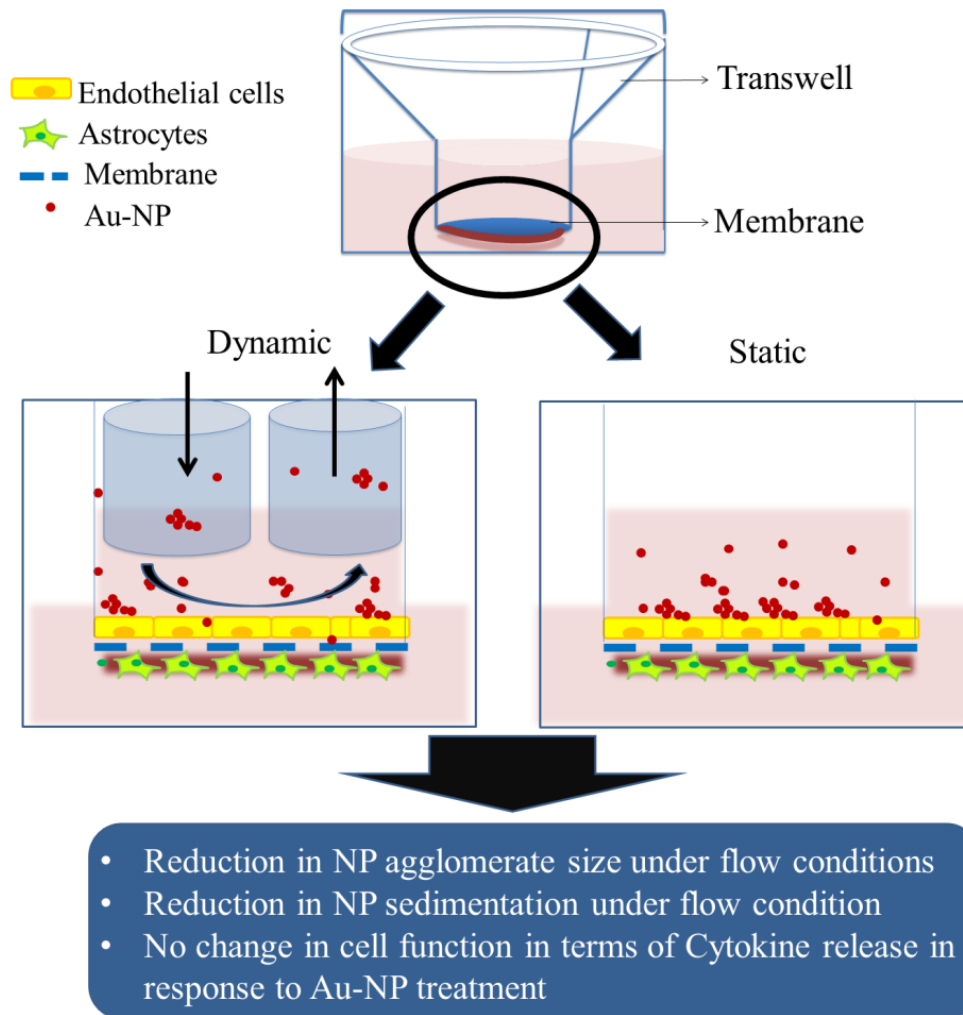 Endothelial cells
Astrocytes
Membrane
Au-NP
Transwell
Membrane
Dynamic
Static
• Reduction in NP agglomerate size under flow conditions
• Reduction in NP sedimentation under flow condition
• No change in cell function in terms of Cytokine release in
response to Au-NP treatment